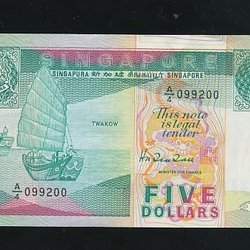 SINGAPORE
SINGAPURA 新加坡 சிங்கப்பூர் SINGAPORE
A/4 099200
TWAKOW
This note
is legal
tender
A/4 099200
MINISTER FOR FINANCE
FIVE
DOLLARS